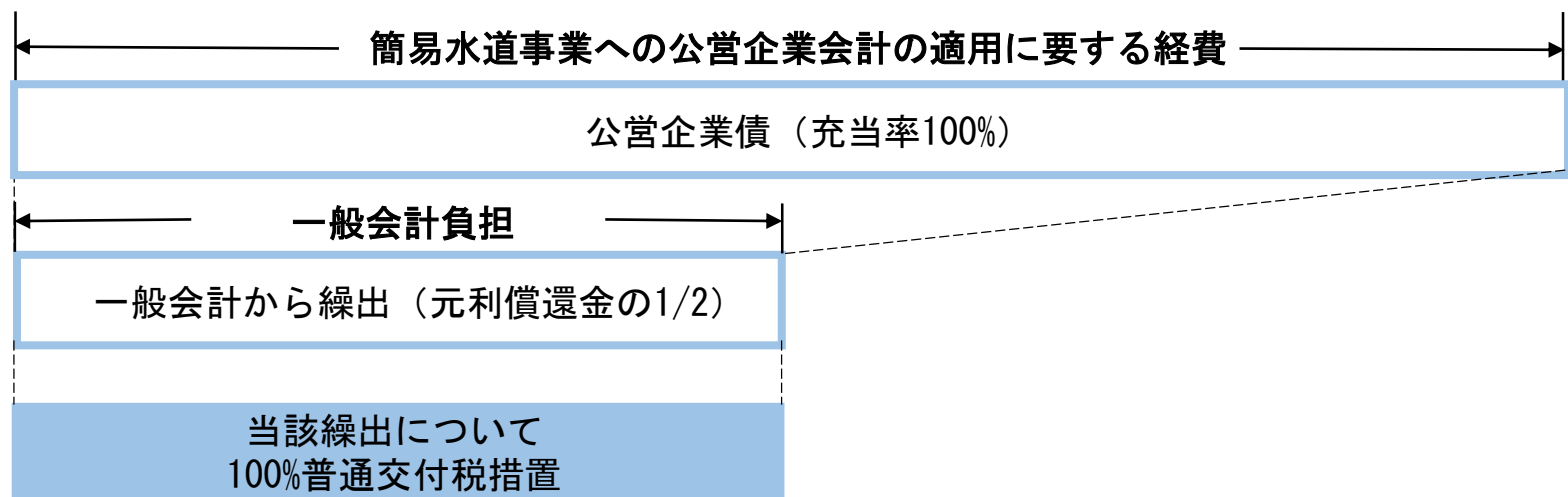 簡易水道事業への公営企業会計の適用に要する経費
公営企業債（充当率100%）
一般会計負担
一般会計から繰出（元利償還金の1/2）
当該繰出について
100%普通交付税措置